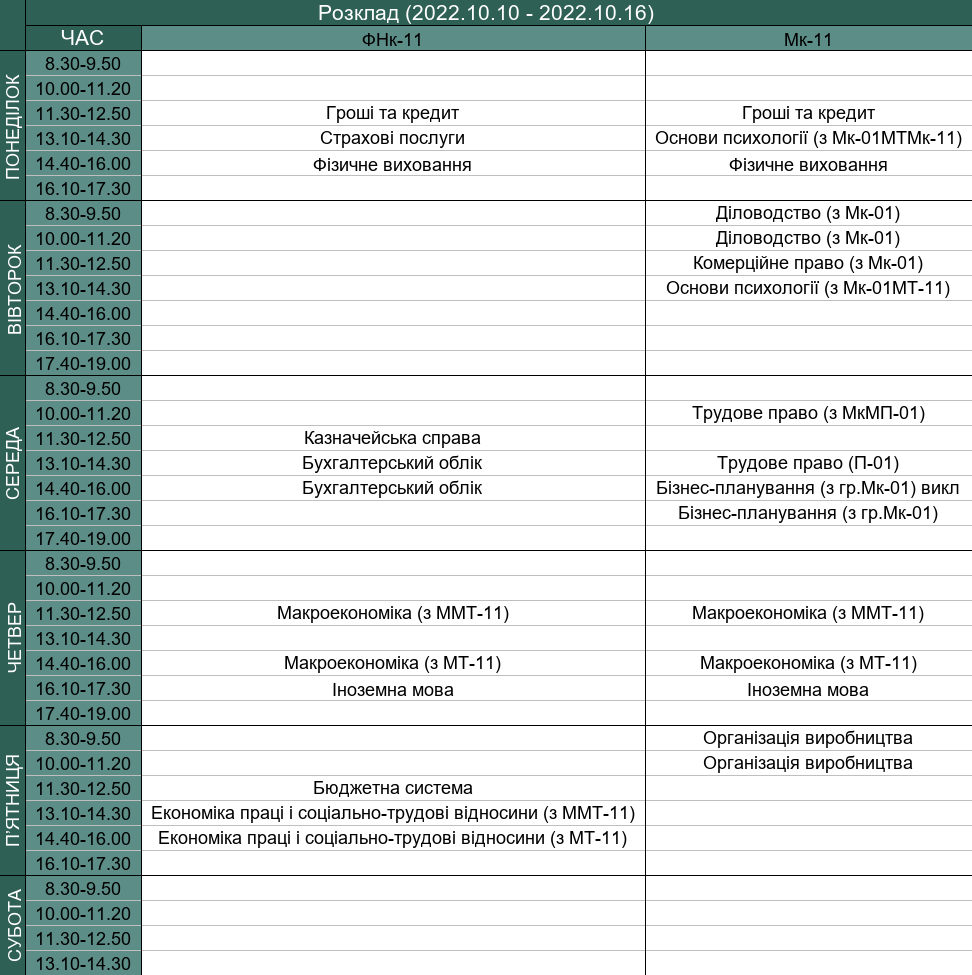 Розклад (2022.10.10 - 2022.10.16)
ЧАС ФНк-11 Мк-11
ПОНЕДІЛОК
8.30-9.50
10.00-11.20
11.30-12.50 Гроші та кредит Гроші та кредит
13.10-14.30 Страхові послуги Основи психології (з Мк-01МТМк-11)
14.40-16.00 Фізичне виховання Фізичне виховання
16.10-17.30
ВІВТОРОК
8.30-9.50 Діловодство (з Мк-01)
10.00-11.20 Діловодство (з Мк-01)
11.30-12.50 Комерційне право (з Мк-01)
13.10-14.30 Основи психології (з Мк-01МТ-11)
14.40-16.00
16.10-17.30
17.40-19.00
СЕРЕДА
8.30-9.50
10.00-11.20 Трудове право (з МкМП-01)
11.30-12.50 Казначейська справа
13.10-14.30 Бухгалтерський облік Трудове право (П-01)
14.40-16.00 Бухгалтерський облік Бізнес-планування (з гр.Мк-01) викл
16.10-17.30 Бізнес-планування (з гр.Мк-01)
17.40-19.00
ЧЕТВЕР
8.30-9.50
10.00-11.20
11.30-12.50 Макроекономіка (з ММТ-11) Макроекономіка (з ММТ-11)
13.10-14.30
14.40-16.00 Макроекономіка (з МТ-11) Макроекономіка (з МТ-11)
16.10-17.30 Іноземна мова Іноземна мова
17.40-19.00
П'ЯТНИЦЯ
8.30-9.50 Організація виробництва
10.00-11.20 Організація виробництва
11.30-12.50 Бюджетна система
13.10-14.30 Економіка праці і соціально-трудові відносини (з ММТ-11)
14.40-16.00 Економіка праці і соціально-трудові відносини (з МТ-11)
16.10-17.30
СУБОТА
8.30-9.50
10.00-11.20
11.30-12.50
13.10-14.30